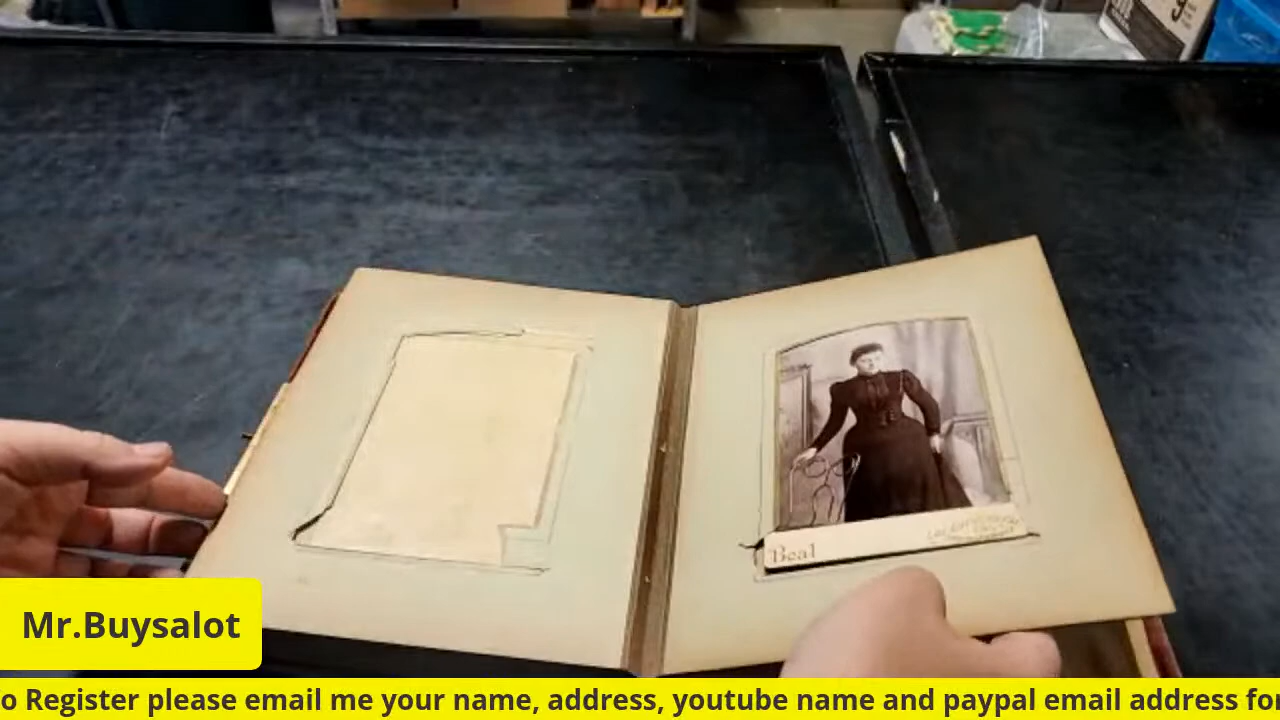 Beal
Mr.Buysalot
o Register please email me your name, address, youtube name and paypal email address for